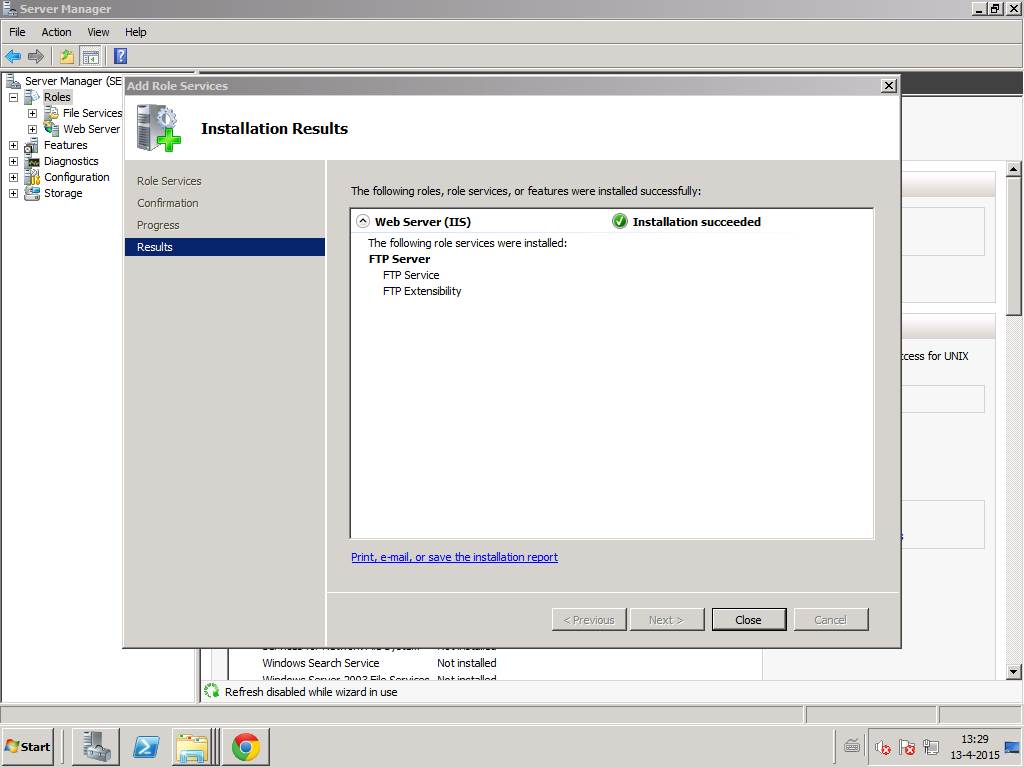 Server Manager
File Action View Help
Server Manager (SE
Roles
File Services
Web Server
Features
Diagnostics
Configuration
Storage
Add Role Services
Installation Results
Role Services
Confirmation
Progress
Results
The following roles, role services, or features were installed successfully:
Web Server (IIS) Installation succeeded
The following role services were installed:
FTP Server
FTP Service
FTP Extensibility
Print, e-mail, or save the installation report
< Previous Next > Close Cancel
ccess for UNIX
Windows Search Service Not installed
Windows Server 2003 File Services Not installed
Refresh disabled while wizard in use
Start
13:29
13-4-2015